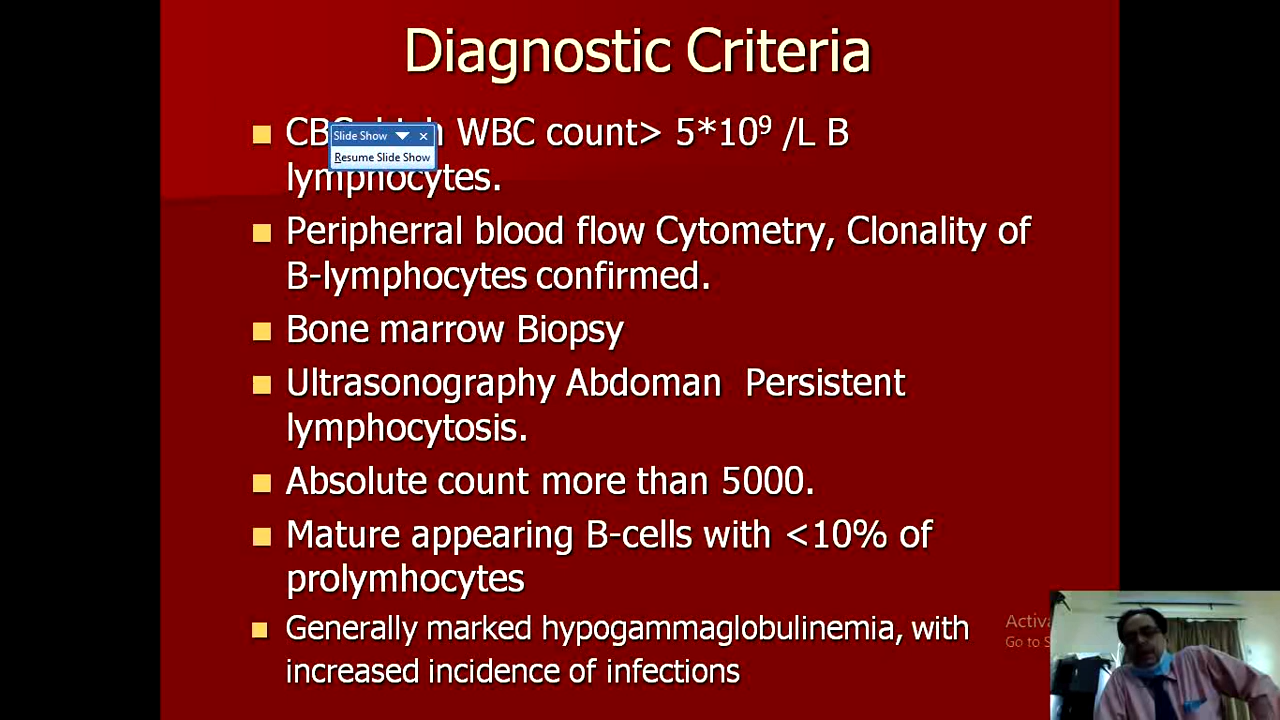 Diagnostic Criteria
WBC count> 5*10⁹ /L B
Slide Show
Resume Slide Show
lymphocytes.
Peripherral blood flow Cytometry, Clonality of
B-lymphocytes confirmed.
Bone marrow Biopsy
Ultrasonography Abdoman Persistent
lymphocytosis.
Absolute count more than 5000.
Mature appearing B-cells with <10% of
prolymhocytes
Generally marked hypogammaglobulinemia, with
increased incidence of infections
Go to